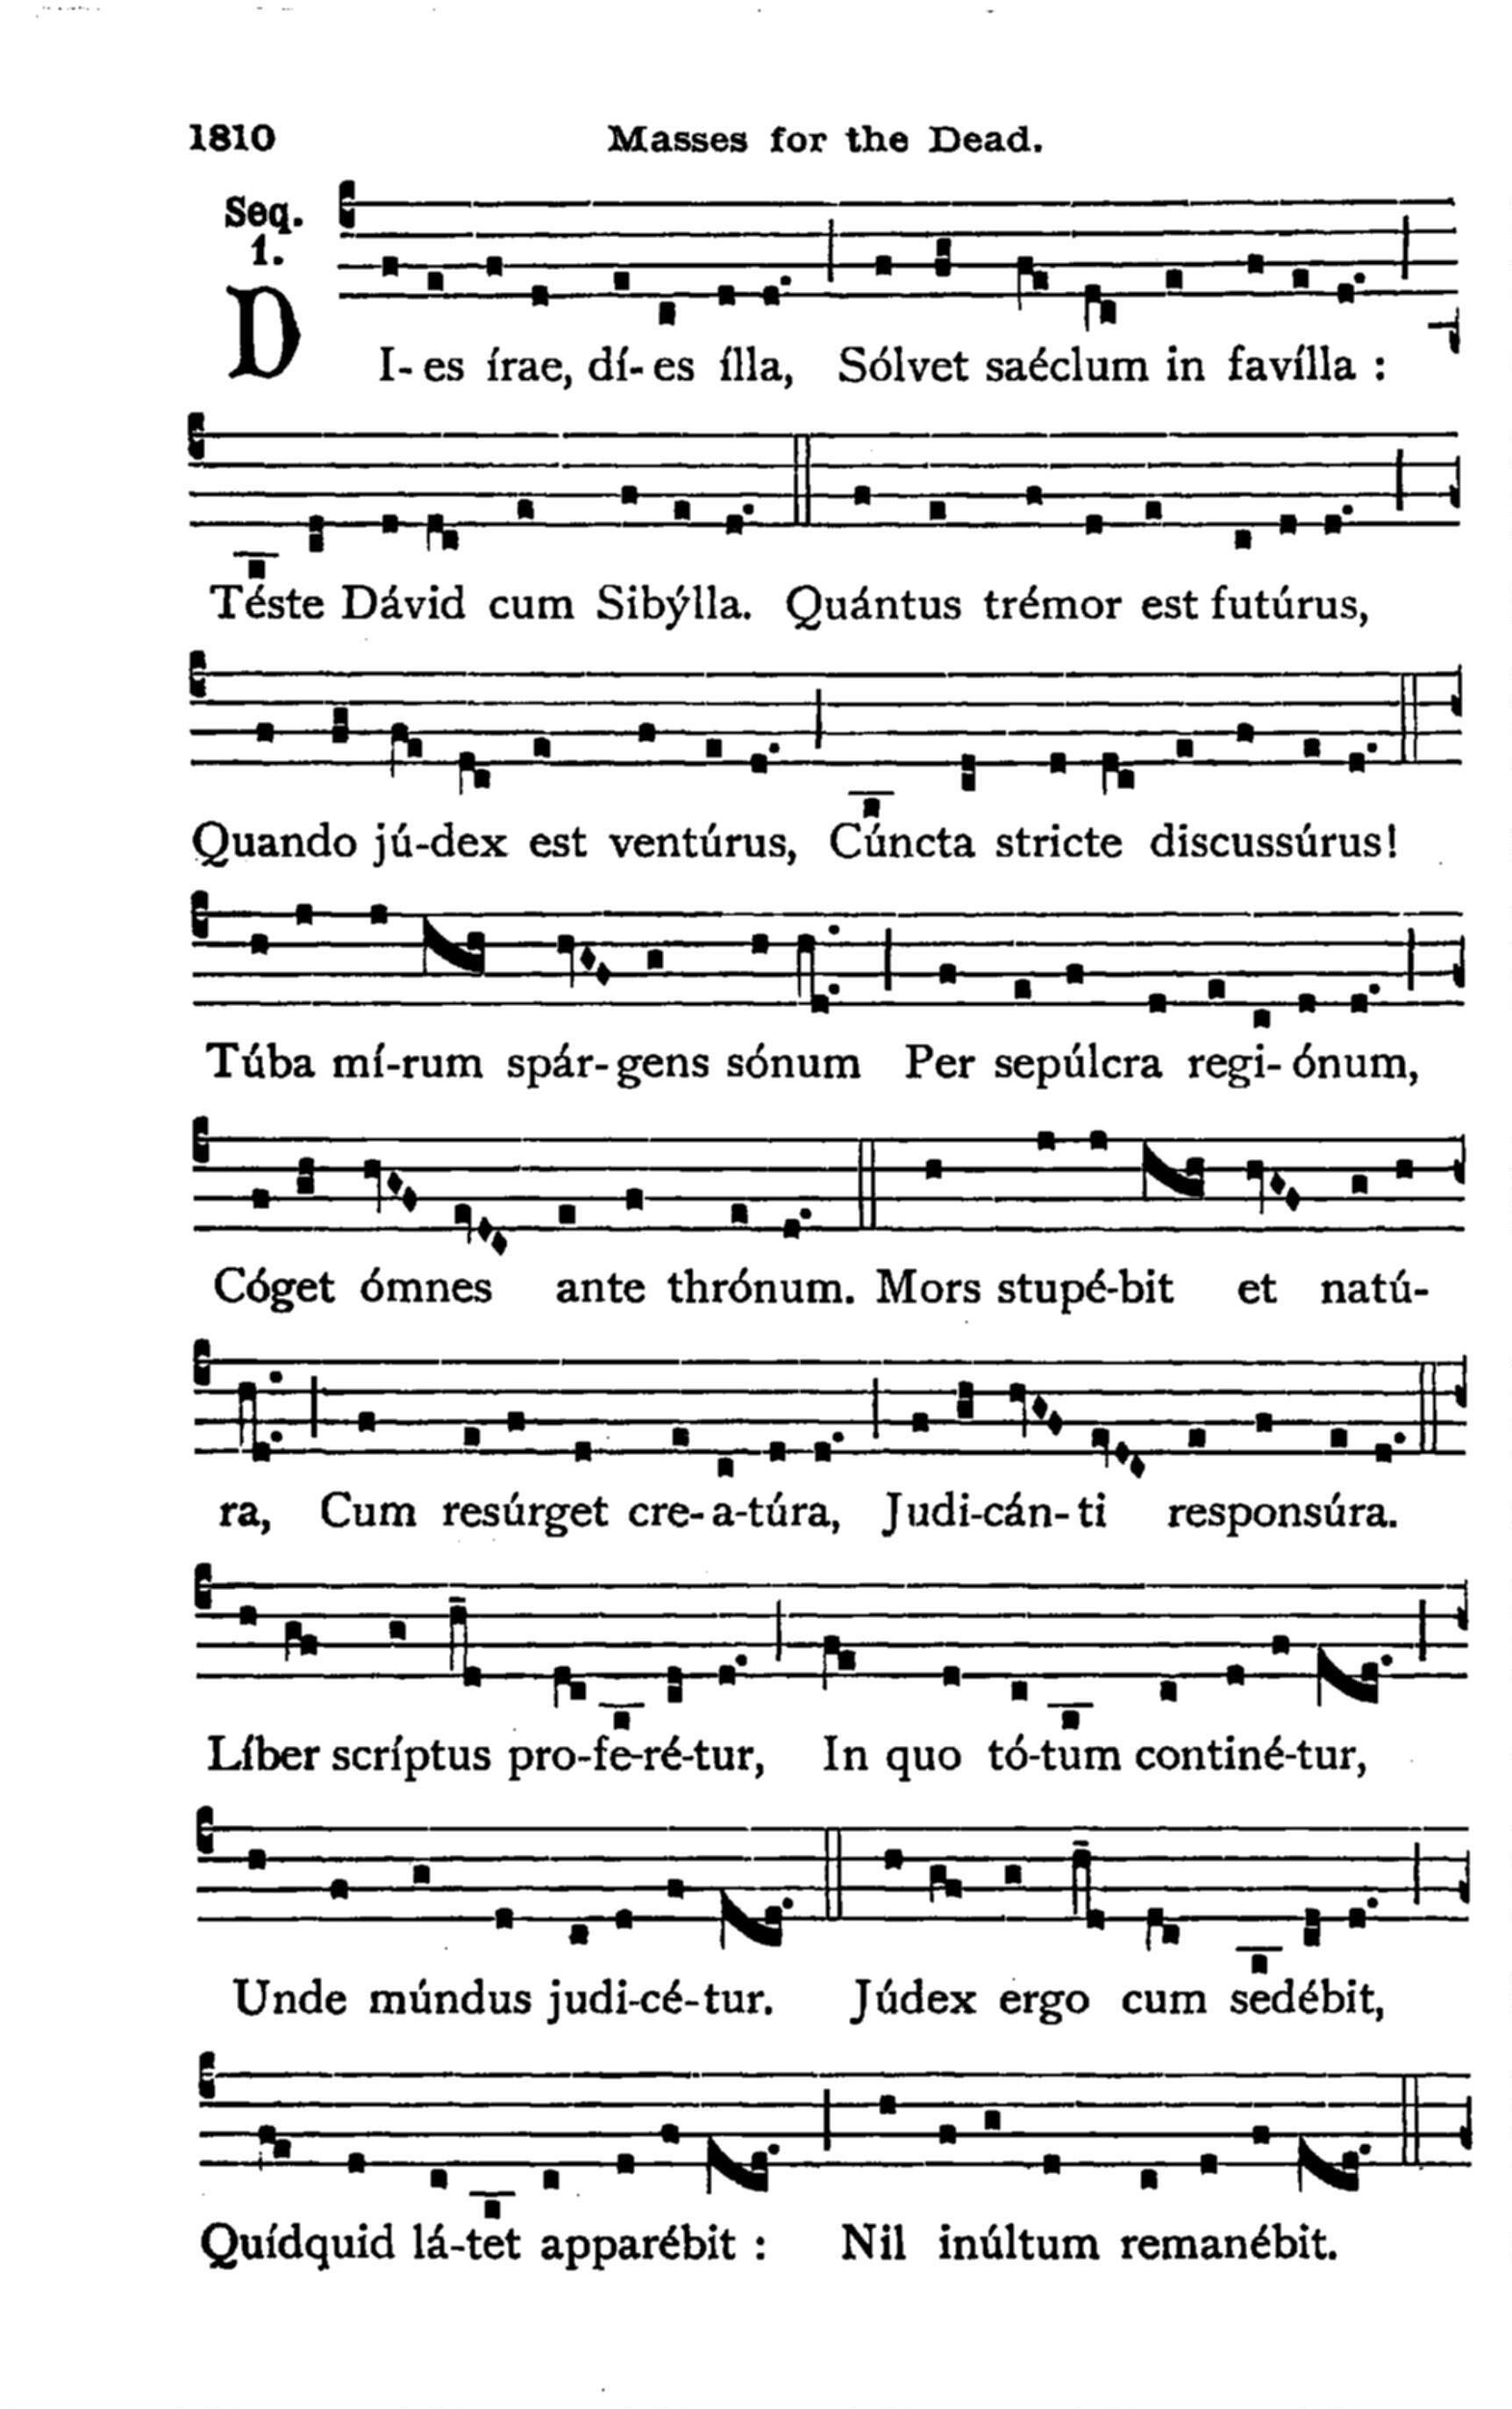 1810 Masses for the Dead.
Seq.
1.
DI- es írae, dí- es ílla, Sólvet saéclum in favílla :
Téste Dávid cum Sibýlla. Quántus trémor est futúrus,
Quando jú-dex est ventúrus, Cúncta stricte discussúrus!
Túba mí-rum spár- gens sónum Per sepúlcra regi- ónum,
Cóget ómnes ante thrónum. Mors stupé-bit et natú-
ra, Cum resúrget cre- a-túra, Judi-cán- ti responsúra.
Líber scríptus pro-fe-ré-tur, In quo tó-tum continé-tur,
Unde múndus judi-cé-tur. Júdex ergo cum sedébit,
Quídquid lá-tet apparébit : Nil inúltum remanébit.